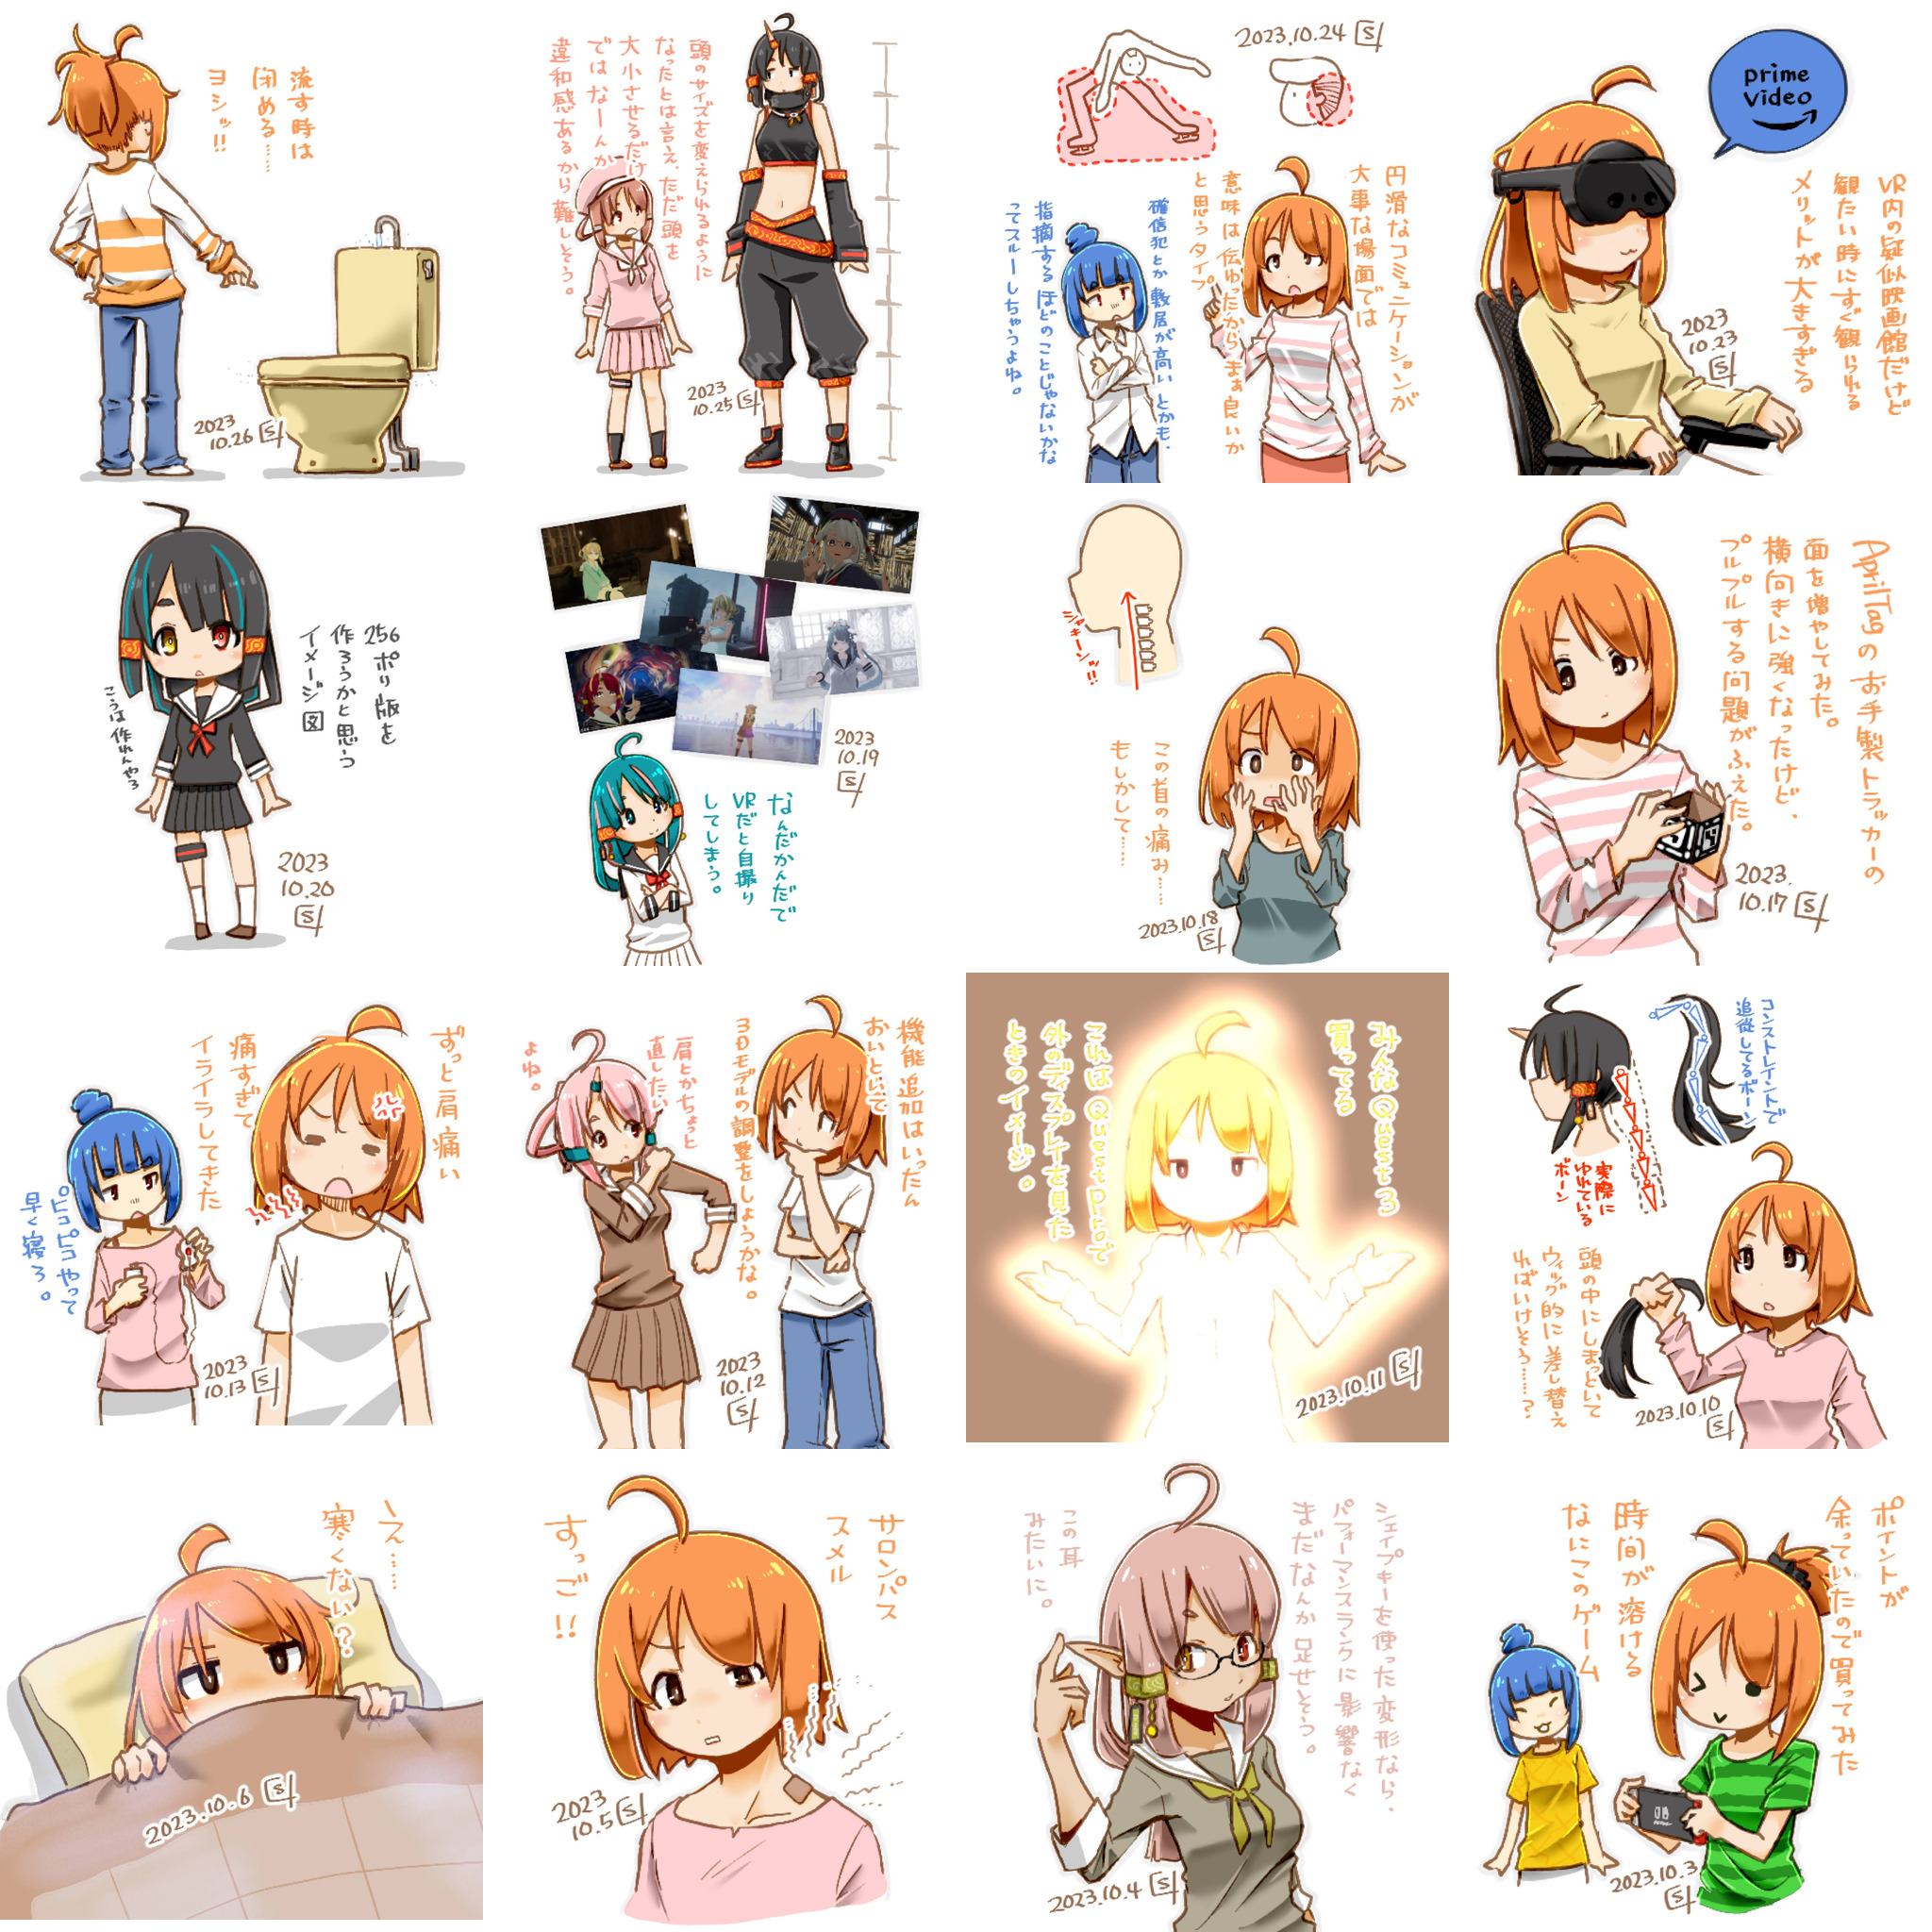 流す時は
閉める……
ヨシッ!!
2023
10.26
頭のサイズを変えられるように
なったとは言え、ただ頭を
大小させるだけ
ではなーんか
違和感あるから難しそう。
2023
10.25
2023.10.24
円滑なコミュニケーションが
大事な場面では
意味は伝わったからまぁ良いか
と思うタイプ
確信犯とか敷居が高いとかも、
指摘するほどのことじゃないかな
ってスルーしちゃうよね。
prime
video
VR内の疑似映画館だけど
観たい時にすぐ観られる
メリットが大きすぎる
2023
10.23
256ポリ版を
作ろうかと思う
イメージ図
こうは作れんやろ
2023
10.20
2023
10.19
なんだかんだで
VRだと自撮り
してしまう。
ジャキーンッ!!
この首の痛み……
もしかして……
2023.10.18
AprilTagのお手製トラッカーの
面を増やしてみた。
横向きに強くなったけど、
プルプルする問題がふえた。
2023.
10.17
ずっと肩痛い
痛すぎて
イライラしてきた
ピコピコやって
早く寝ろ。
2023
10.13
機能追加はいったん
おいといて
3Dモデルの調整をしようかな。
肩とかちょっと
直したい
よね。
2023
10.12
みんなQuest3
買ってる
これはQuestProで
外のディスプレイを見た
ときのイメージ。
2023.10.11
コンストレイントで
追従してるボーン
実際に
ゆれている
ボーン
頭の中にしまっといて
ウィッグ的に差し替え
ればいけそう……?
2023.10.10
え……
寒くない?
2023.10.6
サロンパス
スメル
すっご!!
2023
10.5
シェイプキーを使った変形なら、
パフォーマンスランクに影響なく
まだなんか足せそう。
この耳
みたいに。
2023.10.4
ポイントが
余っていたので買ってみた
時間が溶ける
なにこのゲーム
2023.10.3